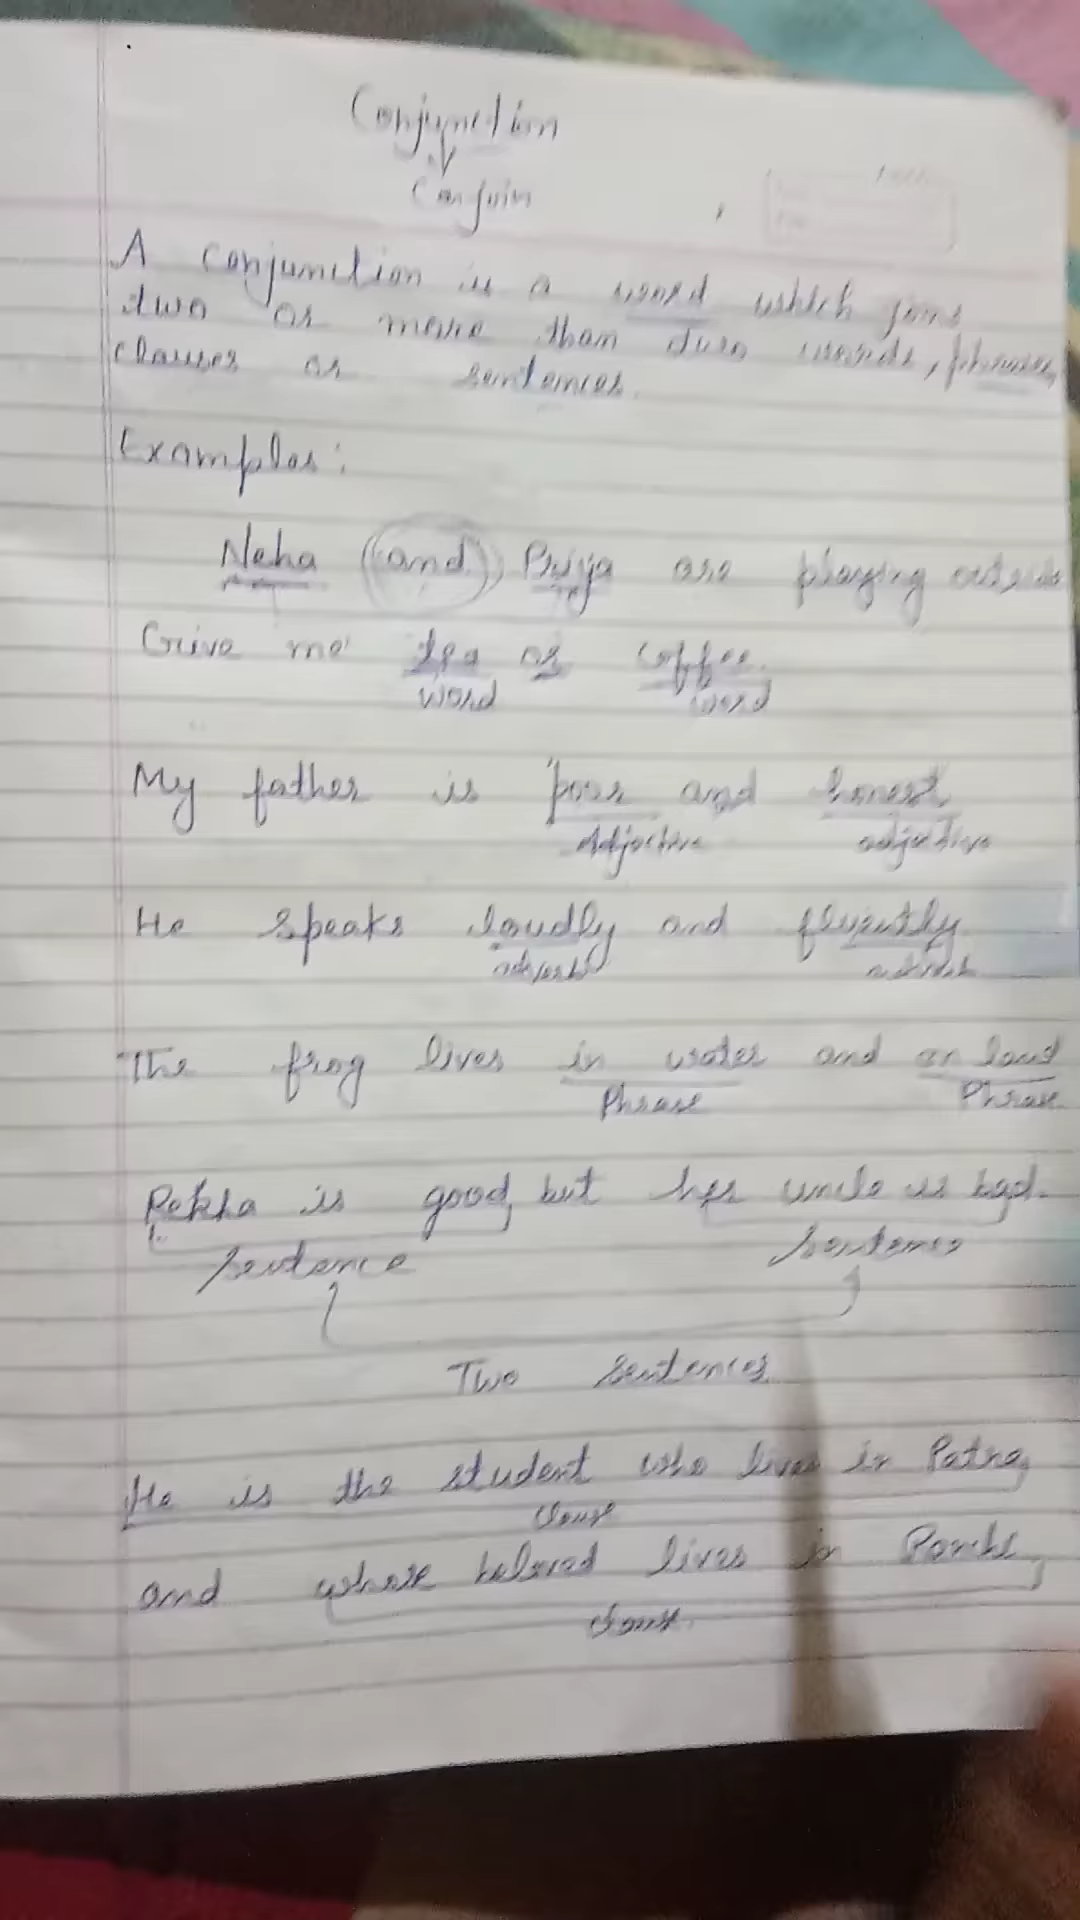 Conjunction
Conjoin
A conjunction is a word which joins
two or more than two words, phrases,
clauses or sentences.
Examples:
Neha and Priya are playing outside
Give me tea or coffee.
word word
My father is poor and honest
Adjective adjective
He speaks loudly and fluently
adverb adverb
The frog lives in water and on land
Phrase Phrase
Rekha is good, but her uncle is bad.
Sentence Sentence
Two Sentences
He is the student who lives in Patna,
clause
and whose beloved lives in Ranchi,
clause.